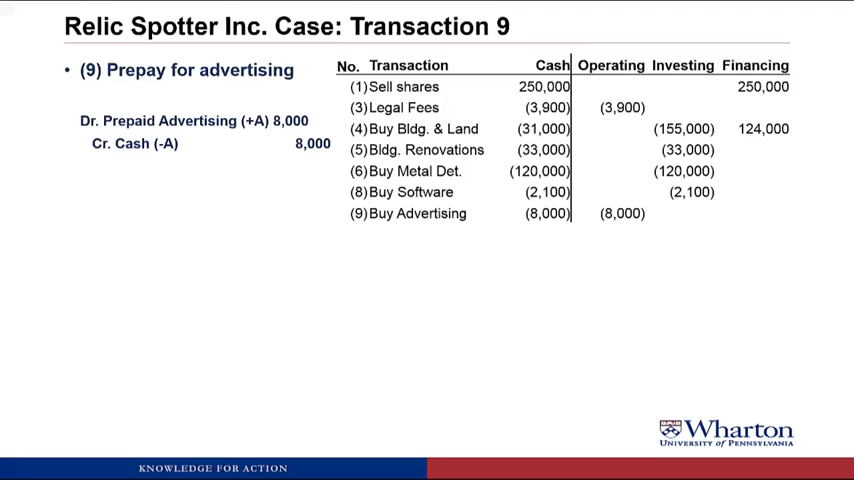 Relic Spotter Inc. Case: Transaction 9
• (9) Prepay for advertising
Dr. Prepaid Advertising (+A) 8,000
Cr. Cash (-A) 8,000
No. Transaction Cash Operating Investing Financing
(1) Sell shares 250,000 250,000
(3) Legal Fees (3,900) (3,900)
(4) Buy Bldg. & Land (31,000) (155,000) 124,000
(5) Bldg. Renovations (33,000) (33,000)
(6) Buy Metal Det. (120,000) (120,000)
(8) Buy Software (2,100) (2,100)
(9) Buy Advertising (8,000) (8,000)
Wharton
UNIVERSITY of PENNSYLVANIA
KNOWLEDGE FOR ACTION